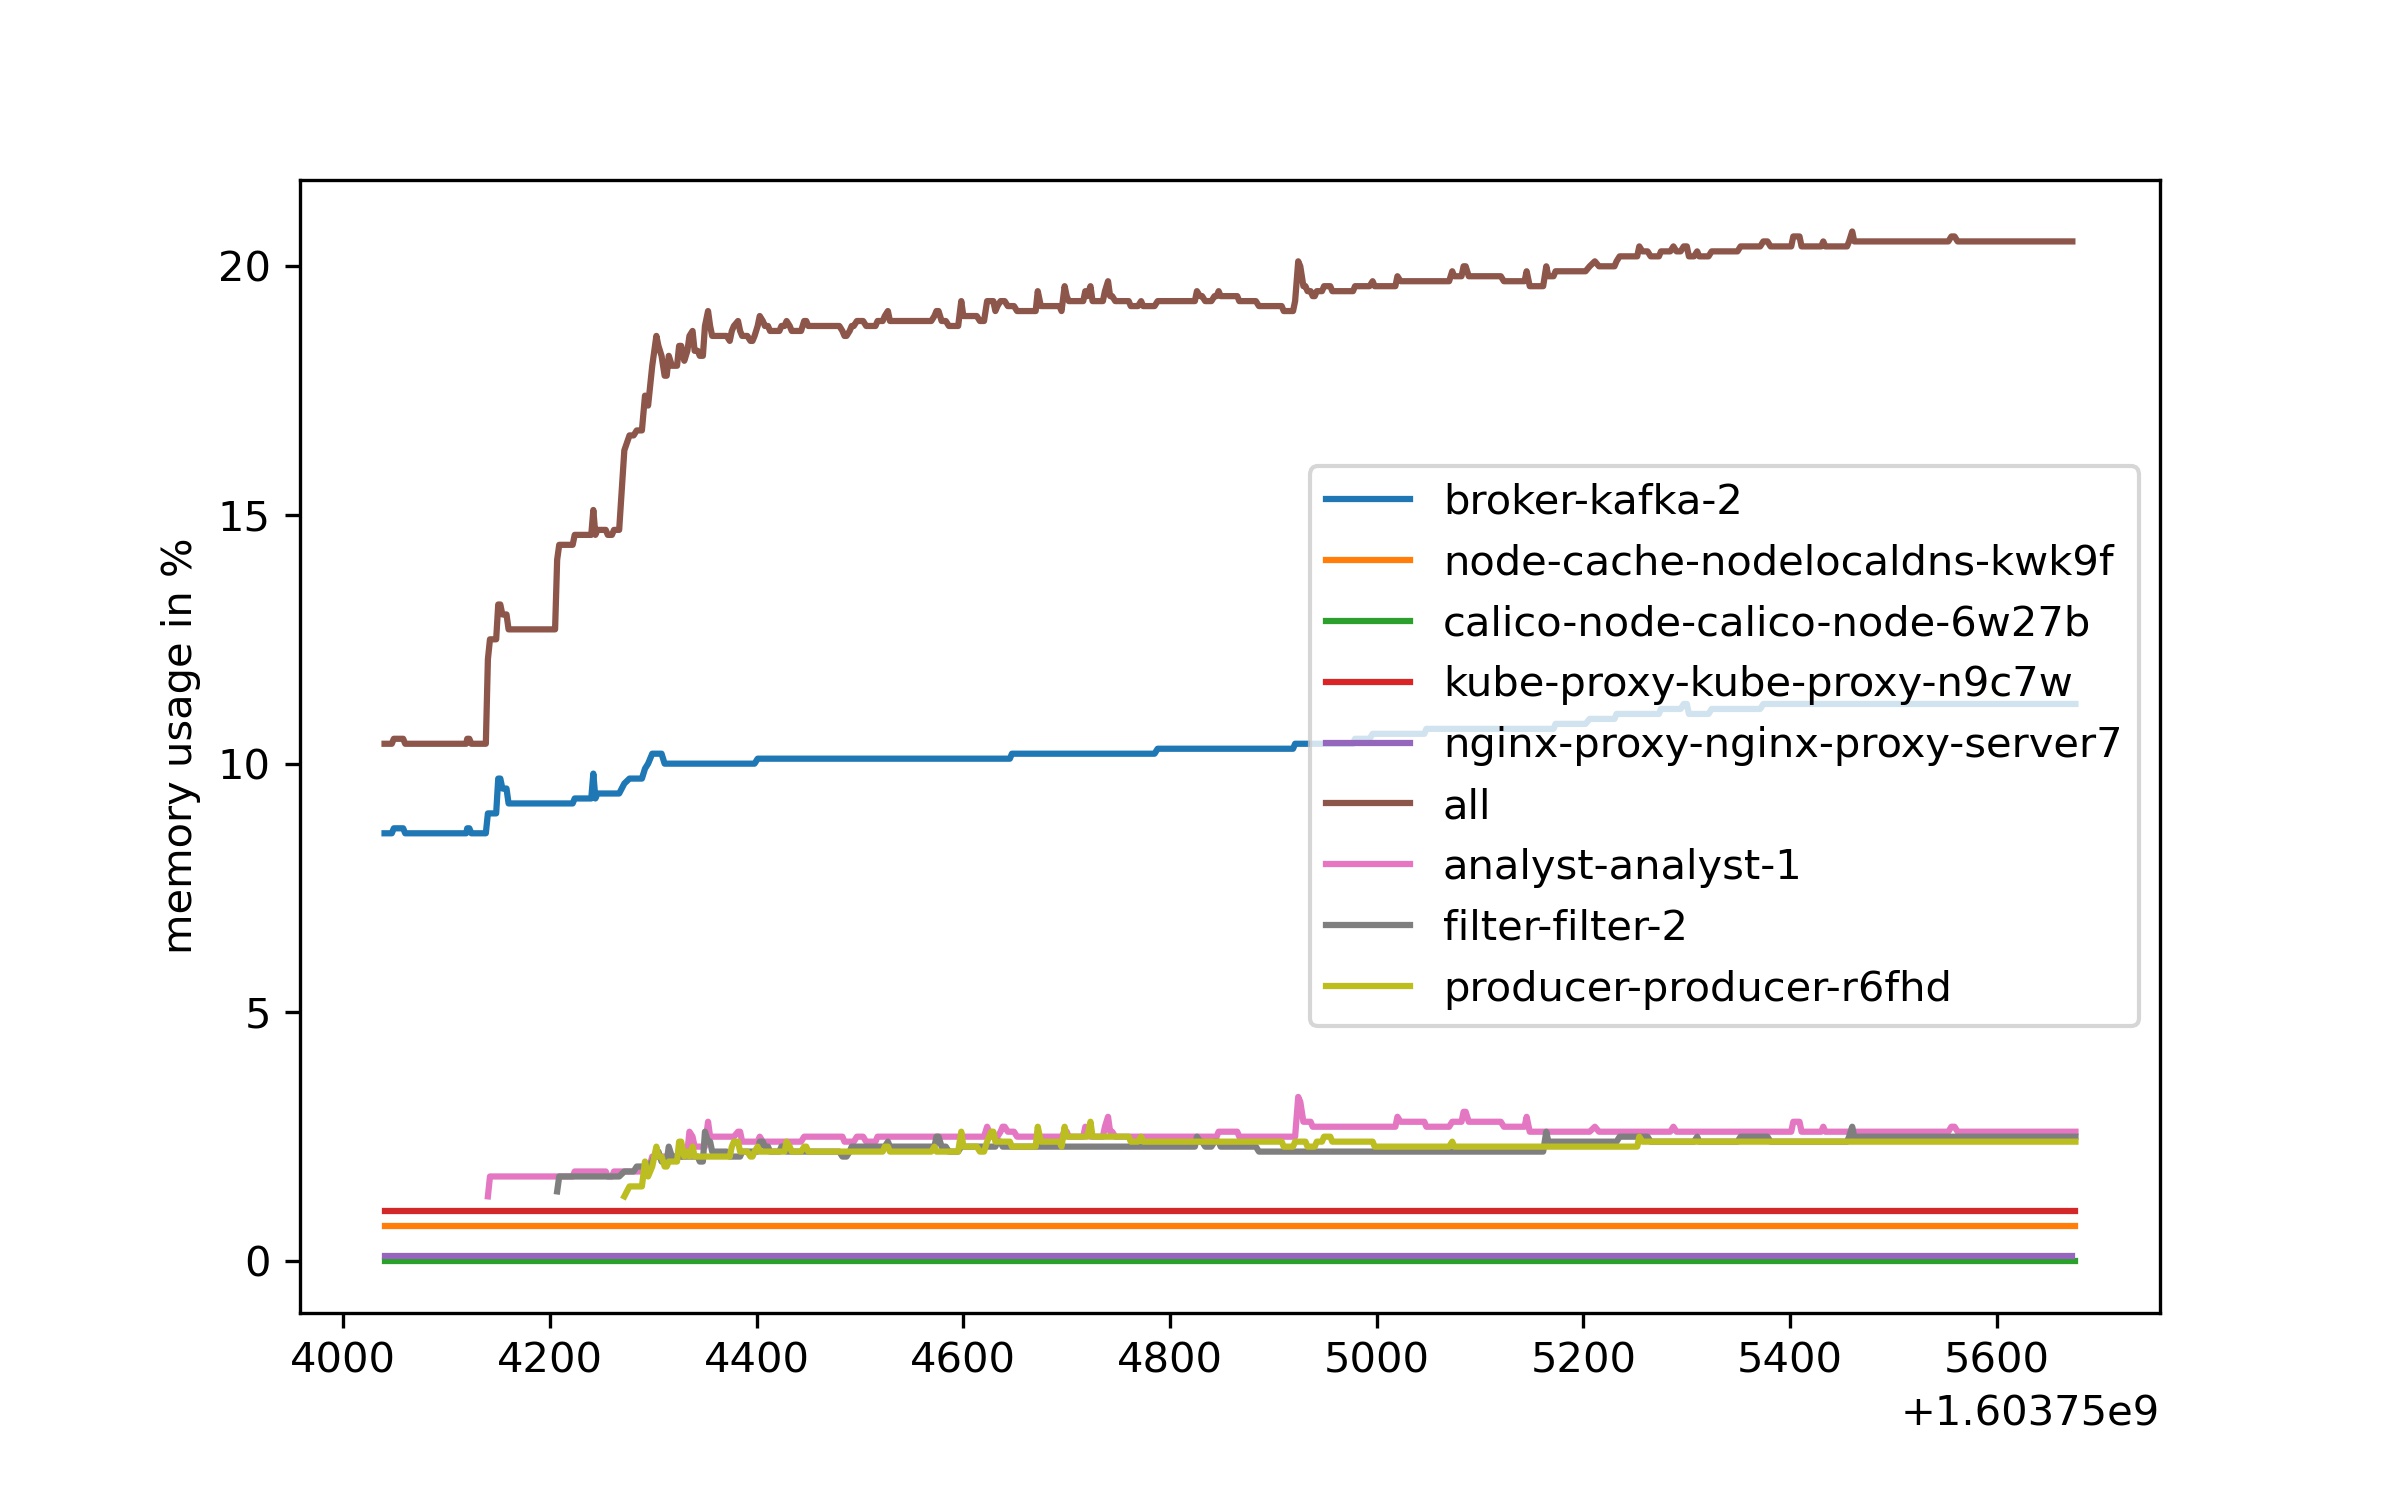 memory usage in %
20
15
10
5
0
broker-kafka-2
node-cache-nodelocaldns-kwk9f
calico-node-calico-node-6w27b
kube-proxy-kube-proxy-n9c7w
nginx-proxy-nginx-proxy-server7
all
analyst-analyst-1
filter-filter-2
producer-producer-r6fhd
4000 4200 4400 4600 4800 5000 5200 5400 5600
+1.60375e9